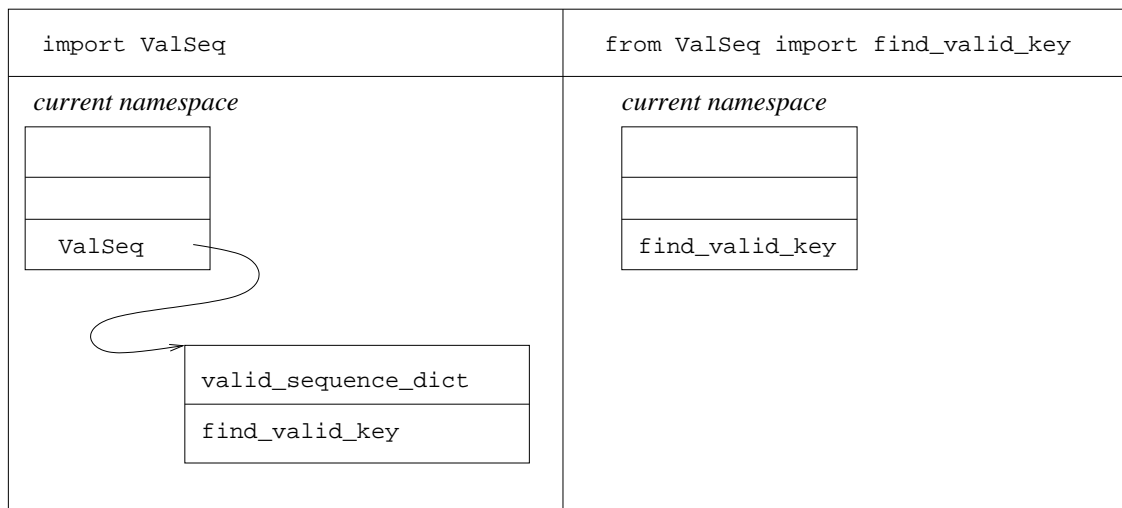 import ValSeq
from ValSeq import find_valid_key
current namespace
current namespace
ValSeq
find_valid_key
valid_sequence_dict
find_valid_key